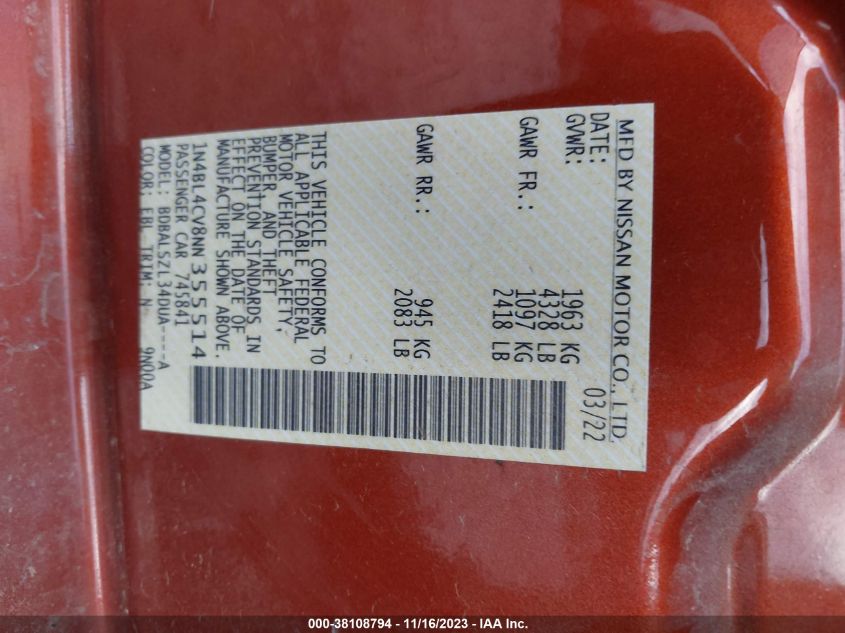 MFD BY NISSAN MOTOR CO., LTD.
DATE: 03/22
GVWR: 1963 KG
4328 LB
GAWR FR.: 1097 KG
2418 LB
GAWR RR.: 945 KG
2083 LB
THIS VEHICLE CONFORMS TO
ALL APPLICABLE FEDERAL
MOTOR VEHICLE SAFETY,
BUMPER AND THEFT
PREVENTION STANDARDS IN
EFFECT ON THE DATE OF
MANUFACTURE SHOWN ABOVE.
1N4BL4CV8NN355514
PASSENGER CAR 745841
MODEL: BDBALSZL34DUA----A
COLOR: EBL TRIM: N 9N00A
000-38108794 - 11/16/2023 - IAA Inc.